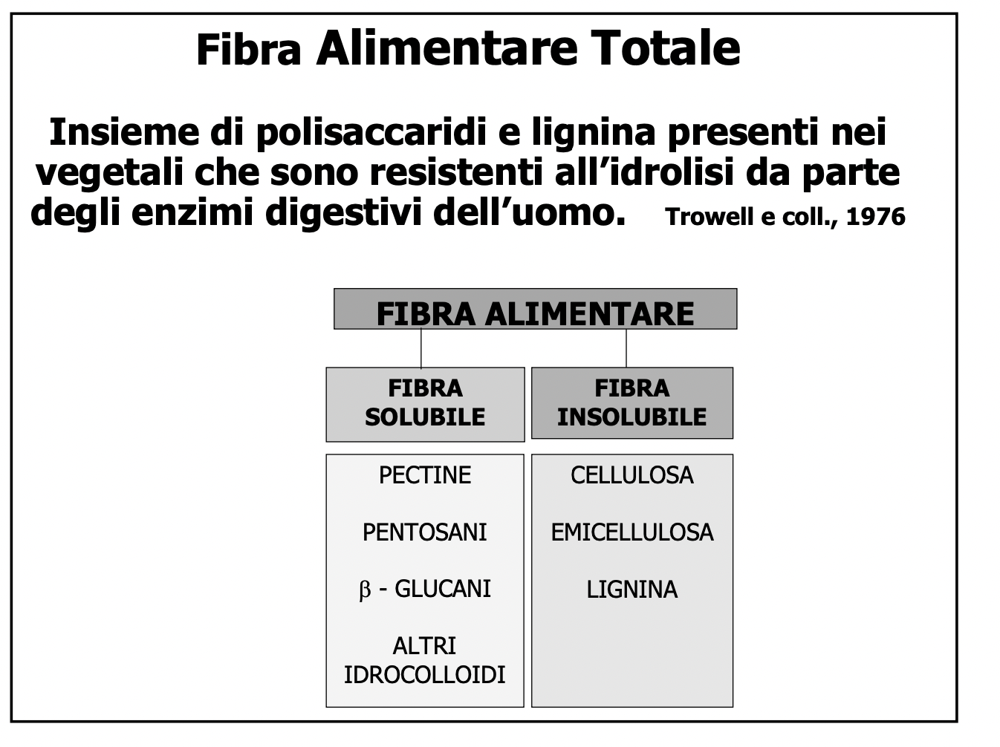 Fibra Alimentare Totale
Insieme di polisaccaridi e lignina presenti nei
vegetali che sono resistenti all’idrolisi da parte
degli enzimi digestivi dell’uomo. Trowell e coll., 1976
FIBRA ALIMENTARE
FIBRA
SOLUBILE
FIBRA
INSOLUBILE
PECTINE
PENTOSANI
β - GLUCANI
ALTRI
IDROCOLLOIDI
CELLULOSA
EMICELLULOSA
LIGNINA